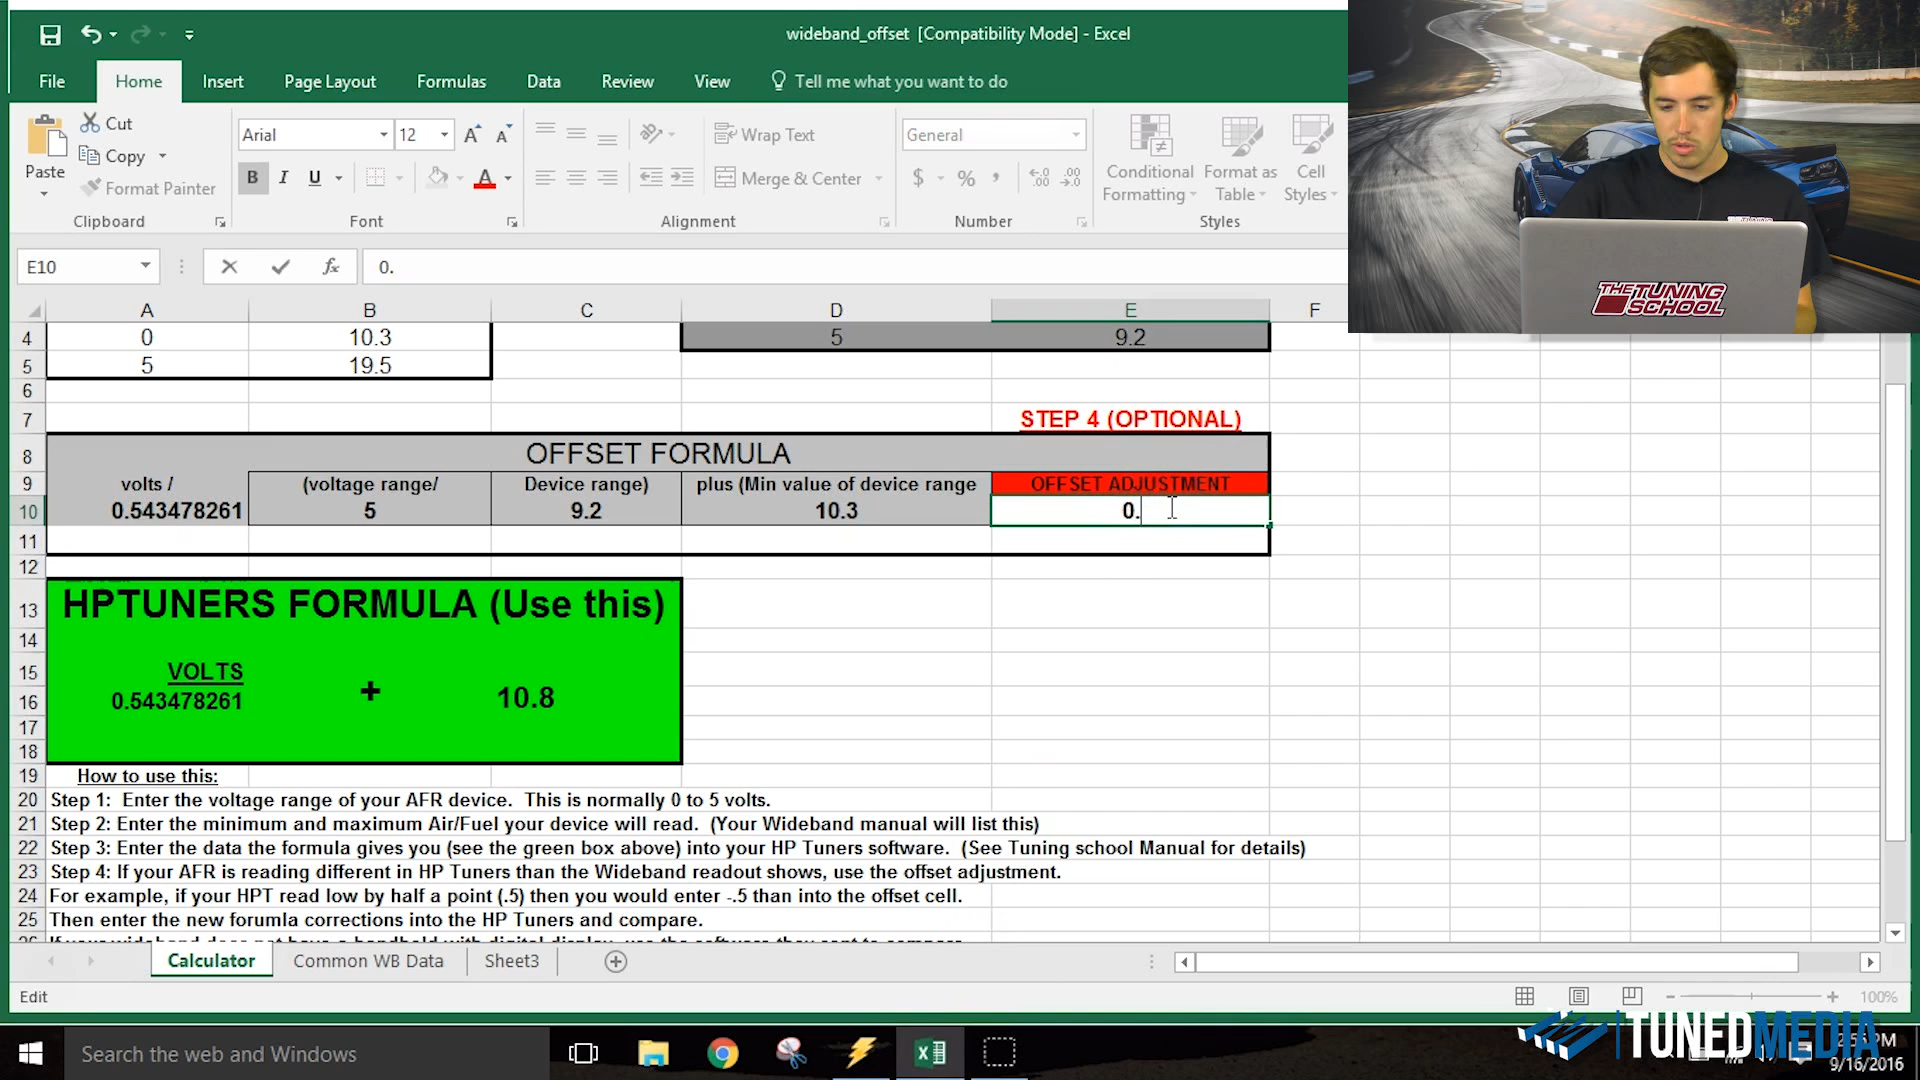 wideband_offset [Compatibility Mode] - Excel
File Home Insert Page Layout Formulas Data Review View Tell me what you want to do
Cut
Copy
Format Painter
Paste
Clipboard
Arial 12
A A
B I U A
Font
Wrap Text
Merge & Center
Alignment
General
$ % , .00
Number
Conditional Formatting
Format as Table
Cell Styles
Styles
THE TUNING SCHOOL
E10 fx 0.
A B C D E F
4 0 10.3 5 9.2
5 5 19.5
6
7 STEP 4 (OPTIONAL)
8 OFFSET FORMULA
9 volts / (voltage range/ Device range) plus (Min value of device range OFFSET ADJUSTMENT
10 0.543478261 5 9.2 10.3 0.
11
12
13 HPTUNERS FORMULA (Use this)
14
15 VOLTS
16 0.543478261 + 10.8
17
18
19 How to use this:
20 Step 1: Enter the voltage range of your AFR device. This is normally 0 to 5 volts.
21 Step 2: Enter the minimum and maximum Air/Fuel your device will read. (Your Wideband manual will list this)
22 Step 3: Enter the data the formula gives you (see the green box above) into your HP Tuners software. (See Tuning school Manual for details)
23 Step 4: If your AFR is reading different in HP Tuners than the Wideband readout shows, use the offset adjustment.
24 For example, if your HPT read low by half a point (.5) then you would enter -.5 than into the offset cell.
25 Then enter the new forumla corrections into the HP Tuners and compare.
Calculator Common WB Data Sheet3
Edit
100%
Search the web and Windows
TUNEDMEDIA
9/16/2016